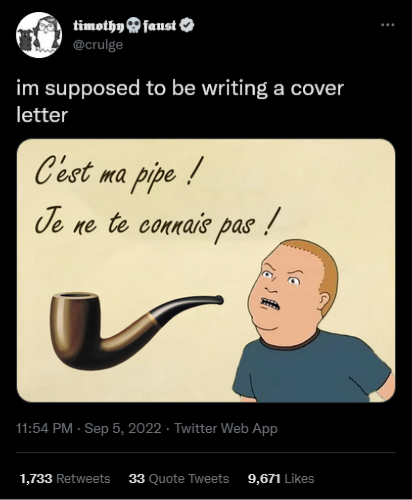 timothy💀faust
@crulge
im supposed to be writing a cover
letter
C'est ma pipe !
Je ne te connais pas !
11:54 PM · Sep 5, 2022 · Twitter Web App
1,733 Retweets 33 Quote Tweets 9,671 Likes